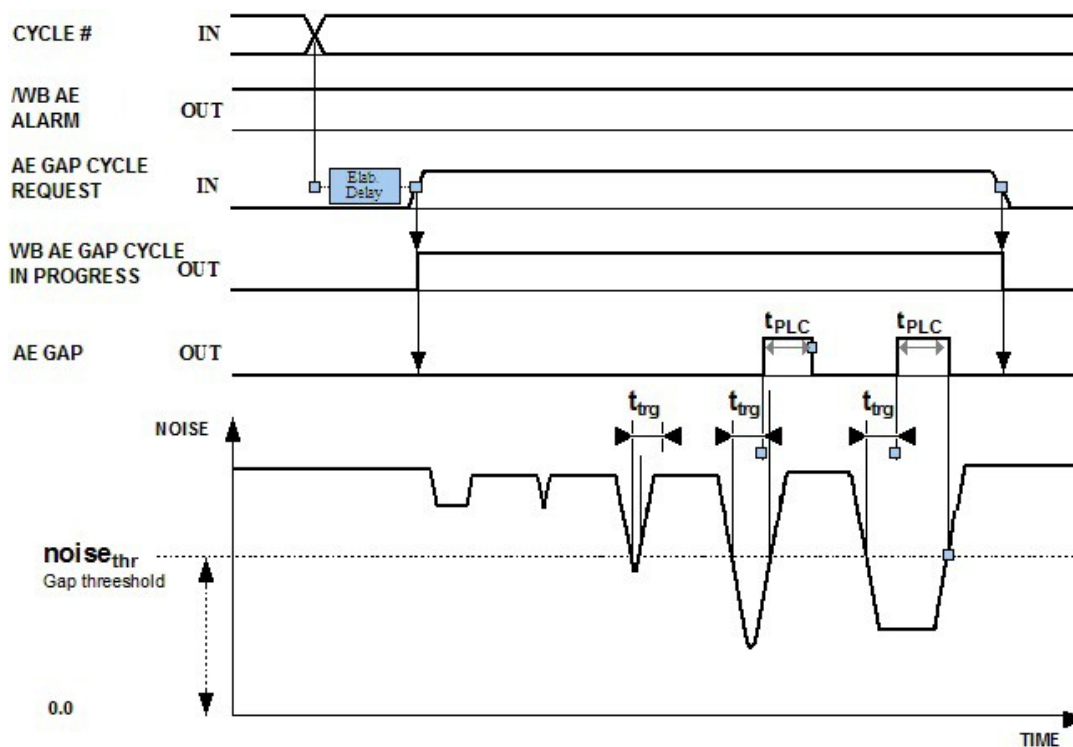 CYCLE # IN
/WB AE
ALARM
OUT
AE GAP CYCLE
REQUEST
IN
Elab.
Delay
WB AE GAP CYCLE
IN PROGRESS
OUT
AE GAP OUT
tPLC tPLC
ttrg ttrg ttrg
NOISE
noisethr
Gap threeshold
0.0
TIME